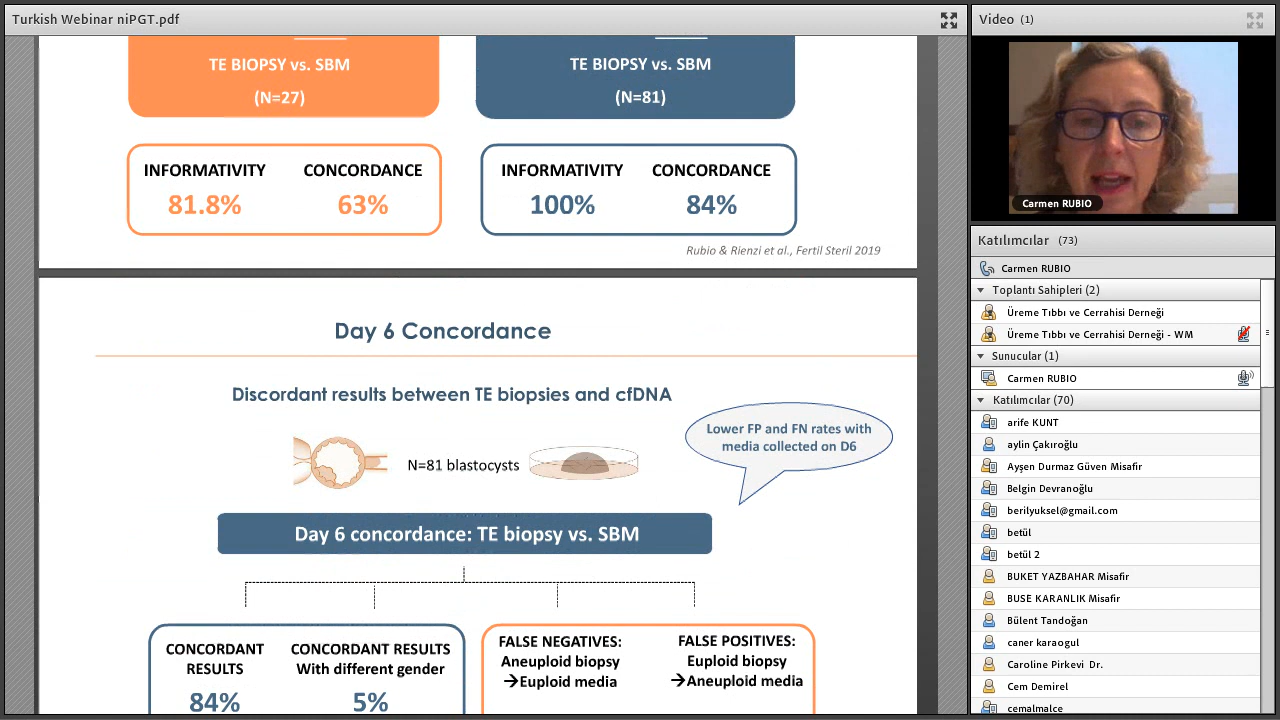 Turkish Webinar niPGT.pdf
TE BIOPSY vs. SBM
(N=27)
TE BIOPSY vs. SBM
(N=81)
INFORMATIVITY CONCORDANCE
81.8% 63%
INFORMATIVITY CONCORDANCE
100% 84%
Rubio & Rienzi et al., Fertil Steril 2019
Day 6 Concordance
Discordant results between TE biopsies and cfDNA
Lower FP and FN rates with
media collected on D6
N=81 blastocysts
Day 6 concordance: TE biopsy vs. SBM
CONCORDANT
RESULTS
84%
CONCORDANT RESULTS
With different gender
5%
FALSE NEGATIVES:
Aneuploid biopsy
→Euploid media
FALSE POSITIVES:
Euploid biopsy
→Aneuploid media
Video (1)
Carmen RUBIO
Katılımcılar (73)
Carmen RUBIO
Toplantı Sahipleri (2)
Üreme Tıbbı ve Cerrahisi Derneği
Üreme Tıbbı ve Cerrahisi Derneği - WM
Sunucular (1)
Carmen RUBIO
Katılımcılar (70)
arife KUNT
aylin Çakıroğlu
Ayşen Durmaz Güven Misafir
Belgin Devranoğlu
berilyuksel@gmail.com
betül
betül 2
BUKET YAZBAHAR Misafir
BUSE KARANLIK Misafir
Bülent Tandoğan
caner karaogul
Caroline Pirkevi Dr.
Cem Demirel
cemalmalce